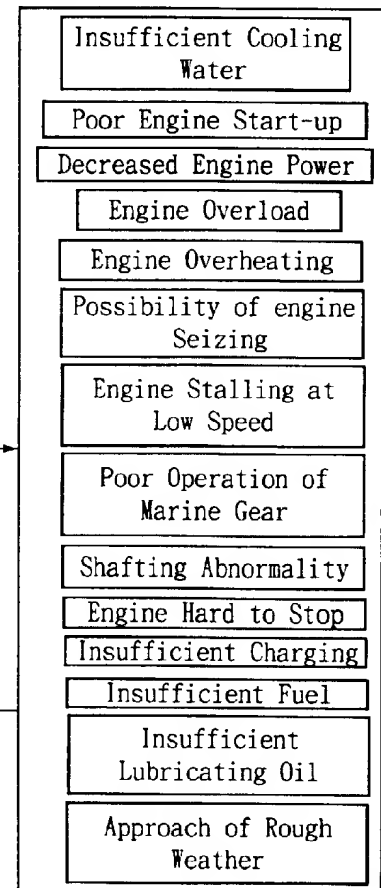 Insufficient Cooling
Water
Poor Engine Start-up
Decreased Engine Power
Engine Overload
Engine Overheating
Possibility of engine
Seizing
Engine Stalling at
Low Speed
Poor Operation of
Marine Gear
Shafting Abnormality
Engine Hard to Stop
Insufficient Charging
Insufficient Fuel
Insufficient
Lubricating Oil
Approach of Rough
Weather